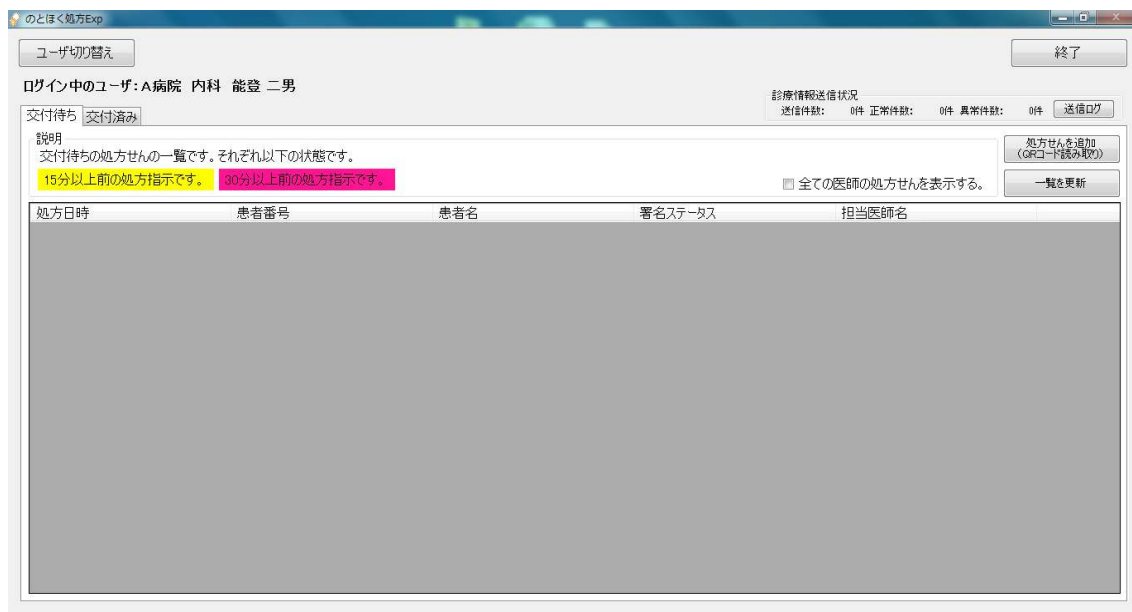 のとほく処方Exp
ユーザ切り替え
終了
ログイン中のユーザ:A病院 内科 能登 二男
診療情報送信状況
送信件数: 0件 正常件数: 0件 異常件数: 0件 送信ログ
交付待ち 交付済み
説明
交付待ちの処方せんの一覧です。それぞれ以下の状態です。
処方せんを追加
(QRコード読み取り)
15分以上前の処方指示です。 30分以上前の処方指示です。
全ての医師の処方せんを表示する。
一覧を更新
処方日時 患者番号 患者名 署名ステータス 担当医師名